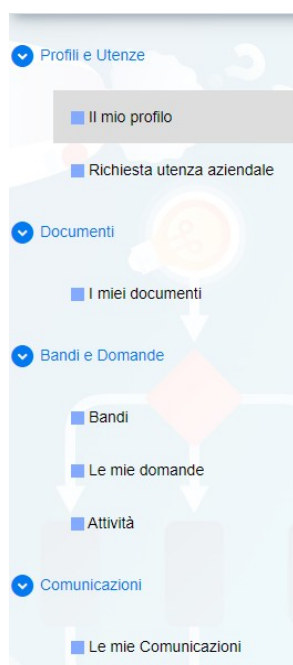 Profili e Utenze
Il mio profilo
Richiesta utenza aziendale
Documenti
I miei documenti
Bandi e Domande
Bandi
Le mie domande
Attività
Comunicazioni
Le mie Comunicazioni